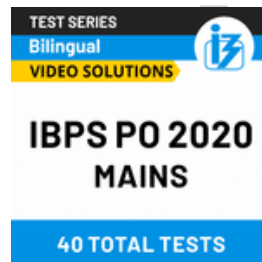 TEST SERIES
Bilingual
VIDEO SOLUTIONS
IBPS PO 2020
MAINS
40 TOTAL TESTS